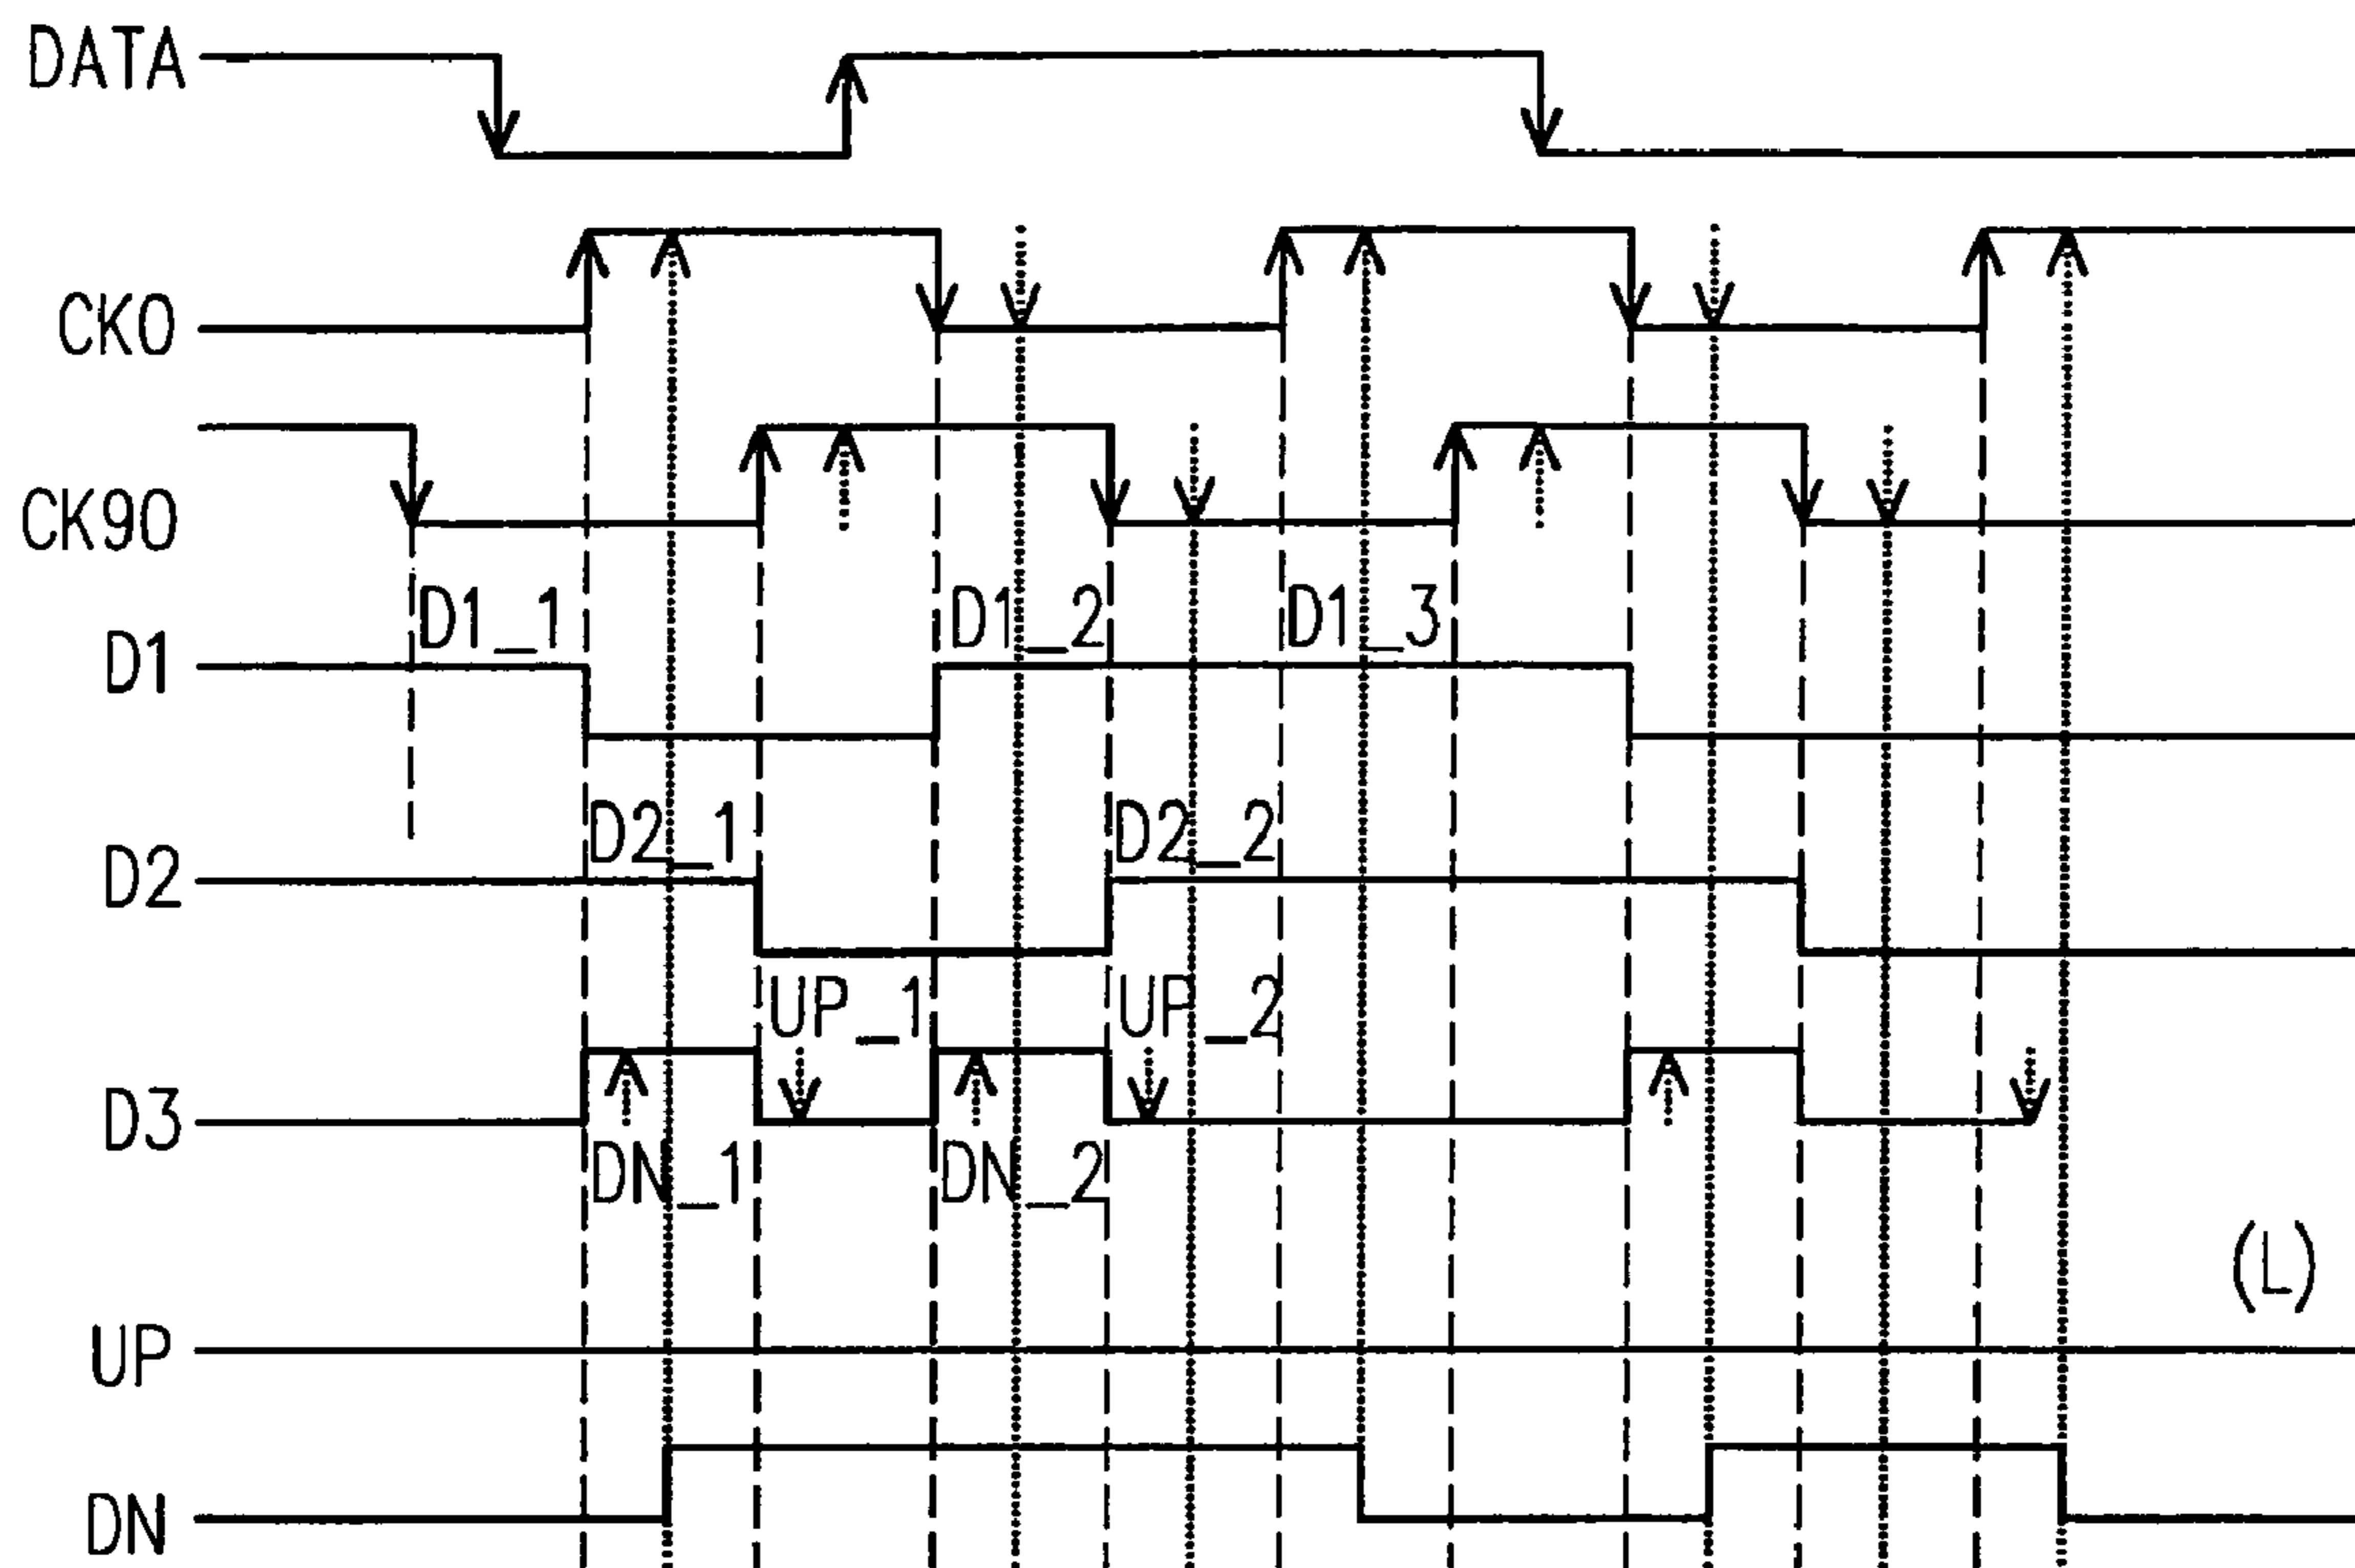 DATA
CK0
CK90
D1_1 D1_2 D1_3
D1
D2_1 D2_2
D2
UP_1 UP_2
D3
DN_1 DN_2
(L)
UP
DN